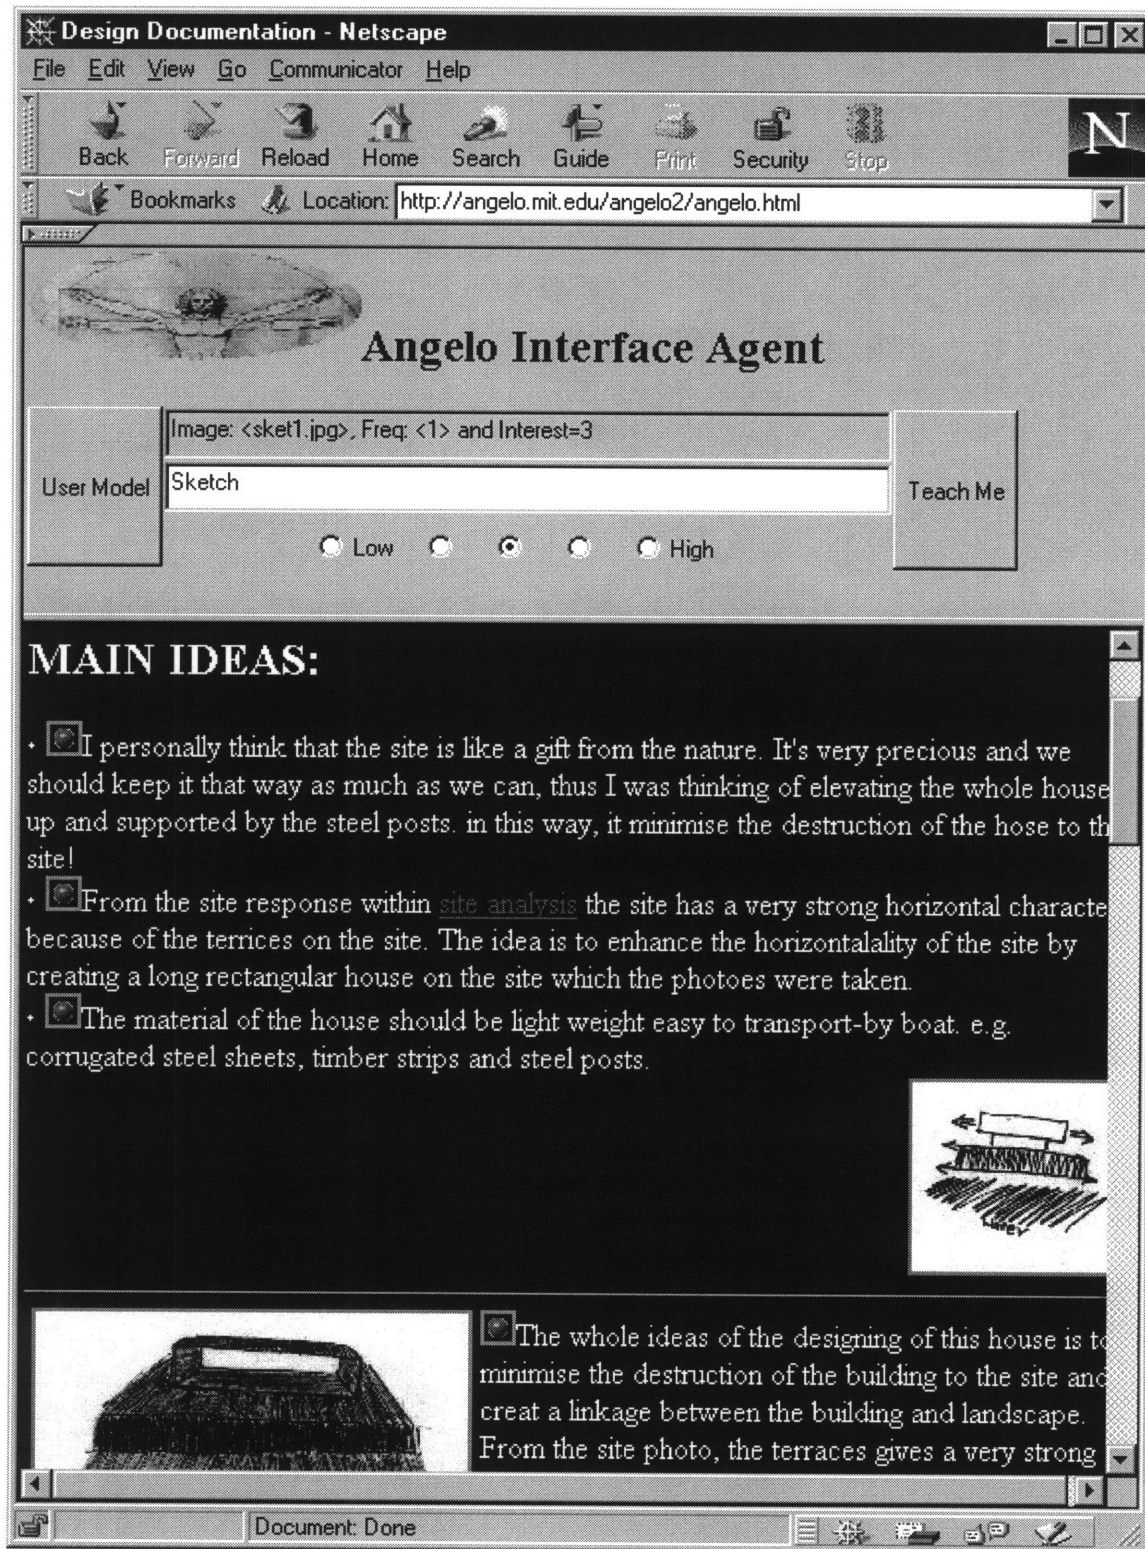 Design Documentation - Netscape
File Edit View Go Communicator Help
Back Forward Reload Home Search Guide Print Security Stop
N
Bookmarks Location: http://angelo.mit.edu/angelo2/angelo.html
Angelo Interface Agent
User Model
Image: <sket1.jpg>, Freq: <1> and Interest=3
Sketch
Low High
Teach Me
MAIN IDEAS:
• I personally think that the site is like a gift from the nature. It's very precious and we
should keep it that way as much as we can, thus I was thinking of elevating the whole house
up and supported by the steel posts. in this way, it minimise the destruction of the hose to th
site!
• From the site response within site analysis the site has a very strong horizontal characte
because of the terrices on the site. The idea is to enhance the horizontalality of the site by
creating a long rectangular house on the site which the photoes were taken.
• The material of the house should be light weight easy to transport-by boat. e.g.
corrugated steel sheets, timber strips and steel posts.
The whole ideas of the designing of this house is to
minimise the destruction of the building to the site and
creat a linkage between the building and landscape.
From the site photo, the terraces gives a very strong
Document: Done